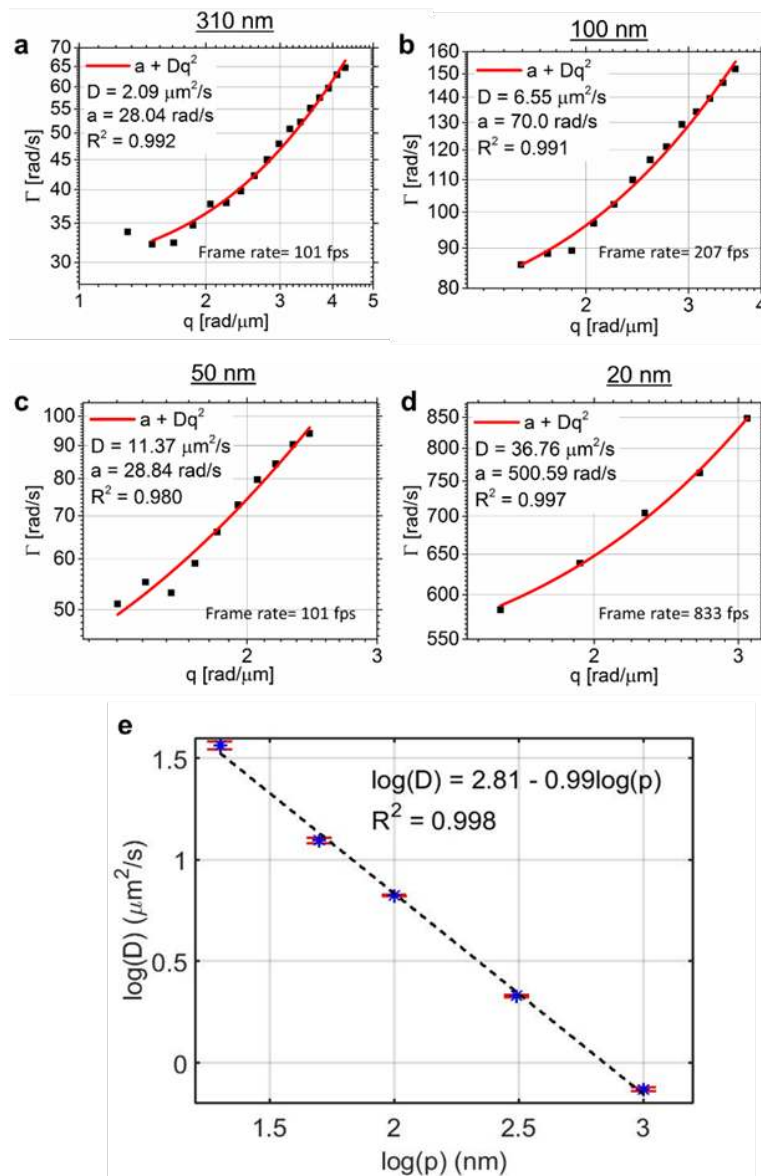 310 nm
a
a + Dq²
D = 2.09 μm²/s
a = 28.04 rad/s
R² = 0.992
Frame rate= 101 fps
70
65
60
55
50
45
40
35
30
Γ [rad/s]
1
2
3
4
5
q [rad/μm]
100 nm
b
a + Dq²
D = 6.55 μm²/s
a = 70.0 rad/s
R² = 0.991
Frame rate= 207 fps
160
150
140
130
120
110
100
90
80
Γ [rad/s]
2
3
4
q [rad/μm]
50 nm
c
a + Dq²
D = 11.37 μm²/s
a = 28.84 rad/s
R² = 0.980
Frame rate= 101 fps
100
90
80
70
60
50
Γ [rad/s]
2
3
q [rad/μm]
20 nm
d
a + Dq²
D = 36.76 μm²/s
a = 500.59 rad/s
R² = 0.997
Frame rate= 833 fps
850
750
650
600
550
Γ [rad/s]
2
3
q [rad/μm]
e
log(D) = 2.81 - 0.99log(p)
R² = 0.998
1.5
1
0.5
0
log(D) (μm²/s)
1.5
2
2.5
3
log(p) (nm)